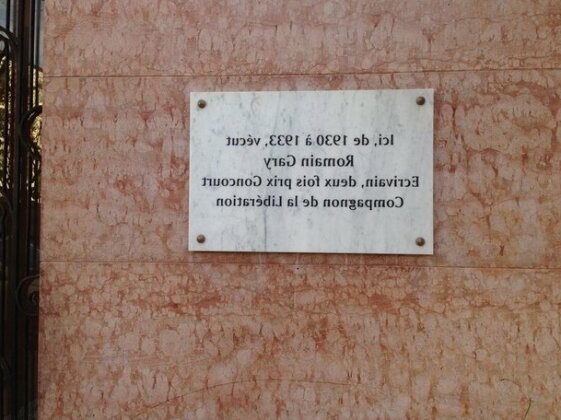 Ici, de 1930 à 1933, vécut
Romain Gary
Ecrivain, deux fois prix Goncourt
Compagnon de la Libération